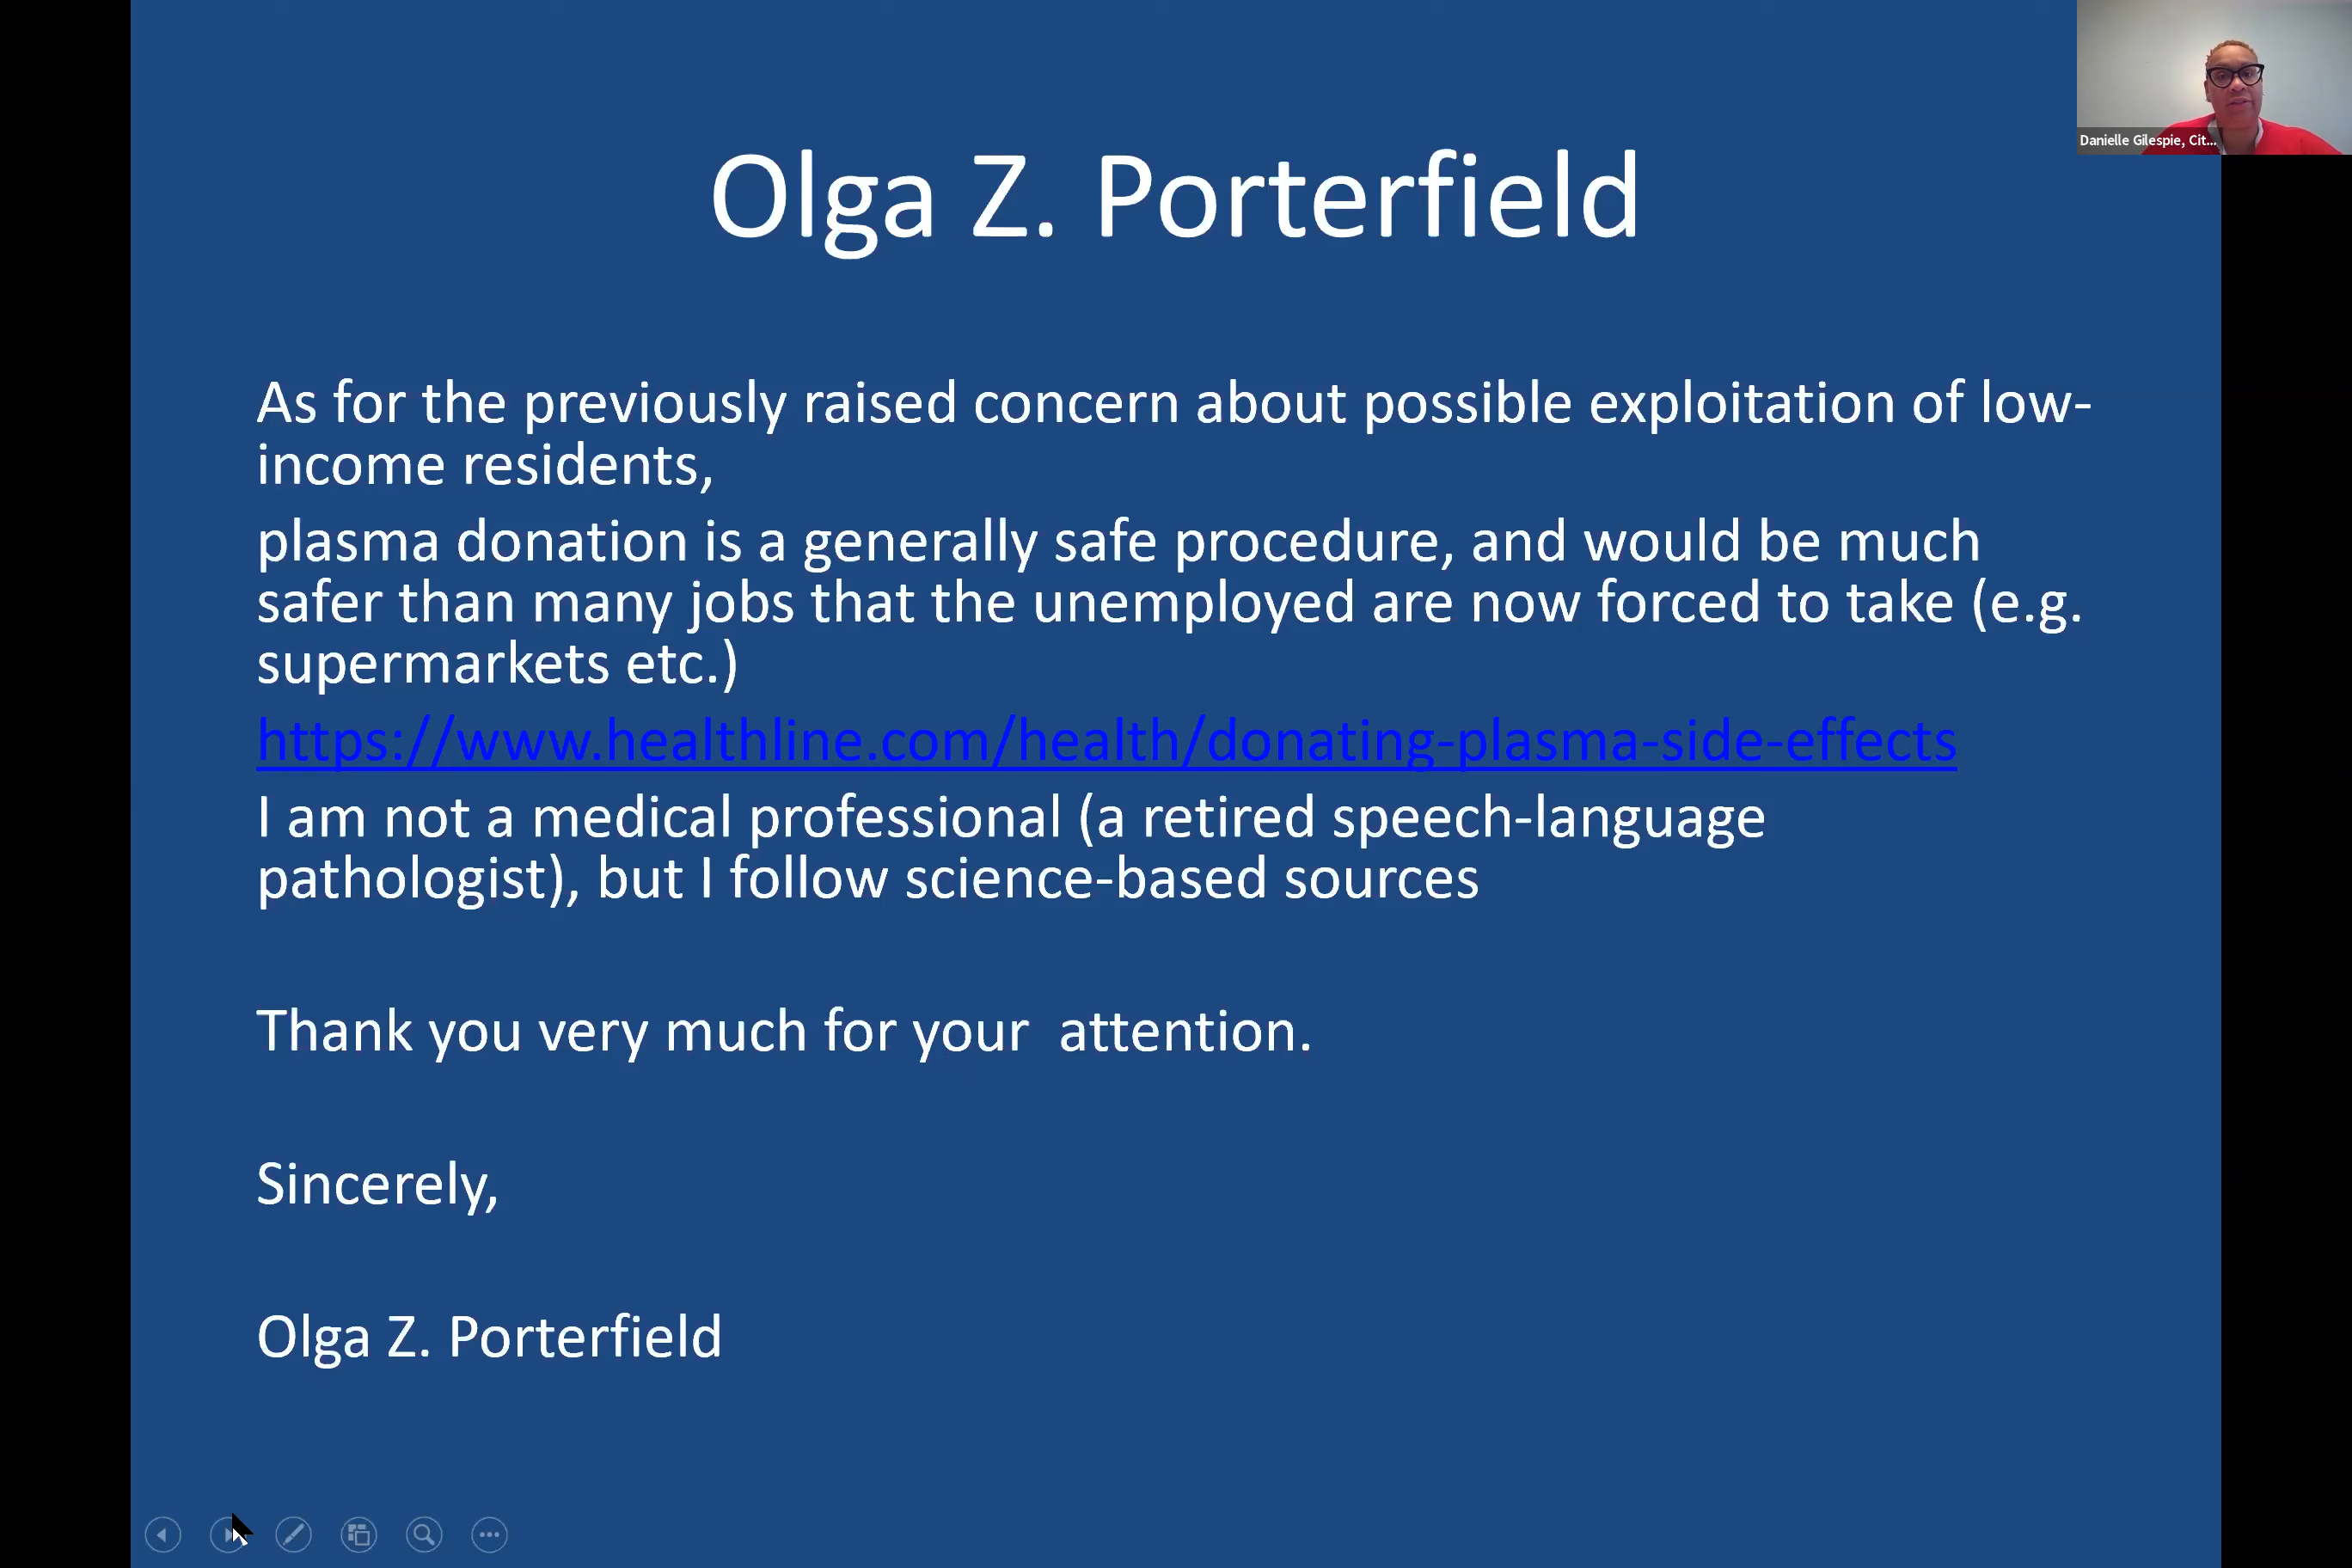 Danielle Gilespie, Cit...
Olga Z. Porterfield
As for the previously raised concern about possible exploitation of low-
income residents,
plasma donation is a generally safe procedure, and would be much
safer than many jobs that the unemployed are now forced to take (e.g.
supermarkets etc.)
https://www.healthline.com/health/donating-plasma-side-effects
I am not a medical professional (a retired speech-language
pathologist), but I follow science-based sources
Thank you very much for your  attention.
Sincerely,
Olga Z. Porterfield